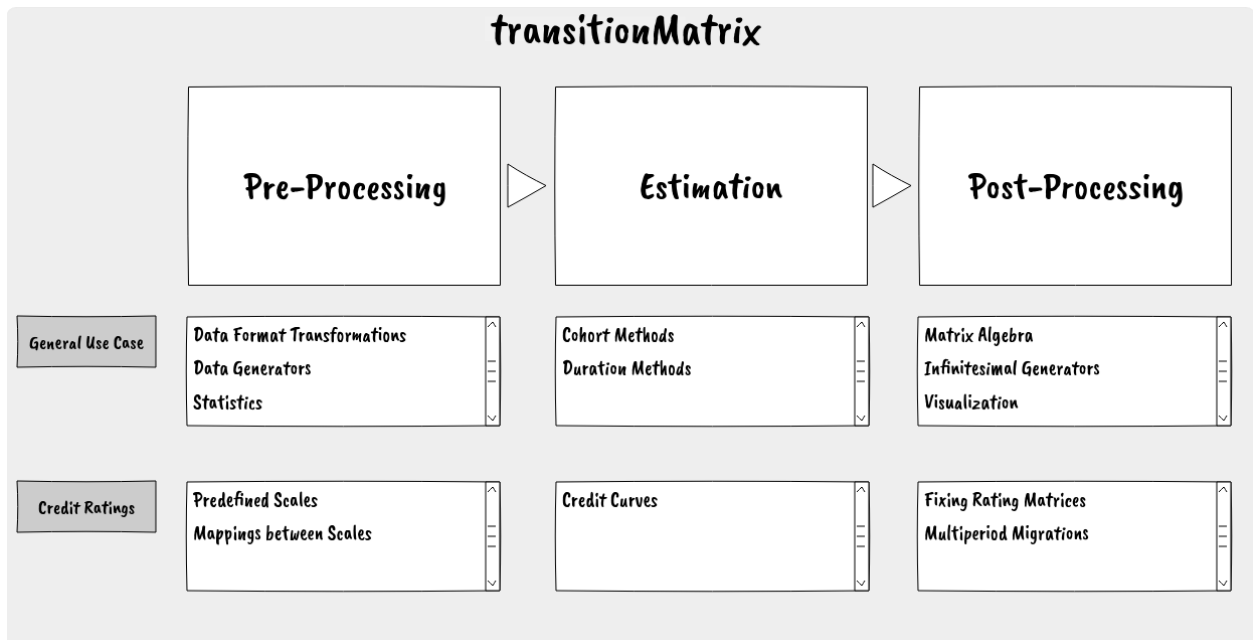 transitionMatrix
Pre-Processing
Estimation
Post-Processing
General Use Case
Data Format Transformations
Data Generators
Statistics
Cohort Methods
Duration Methods
Matrix Algebra
Infinitesimal Generators
Visualization
Credit Ratings
Predefined Scales
Mappings between Scales
Credit Curves
Fixing Rating Matrices
Multiperiod Migrations